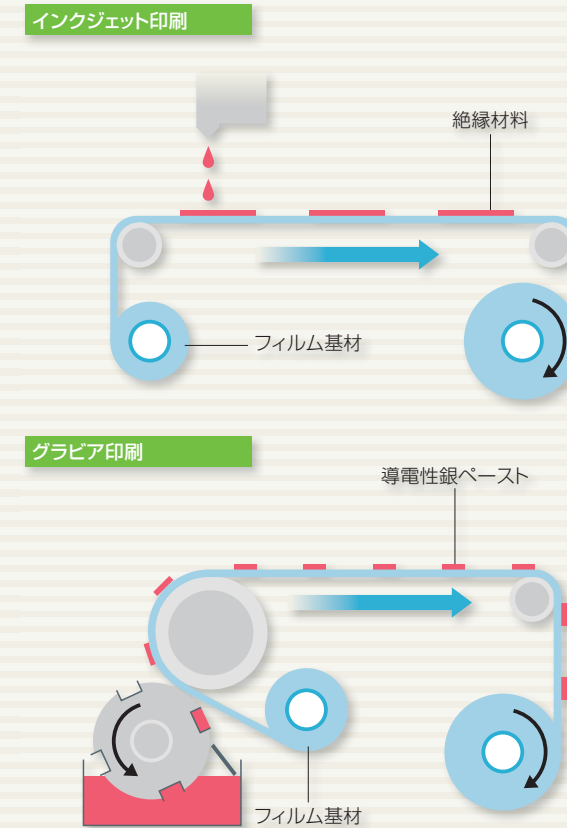 インクジェット印刷
絶縁材料
フィルム基材
グラビア印刷
導電性銀ペースト
フィルム基材